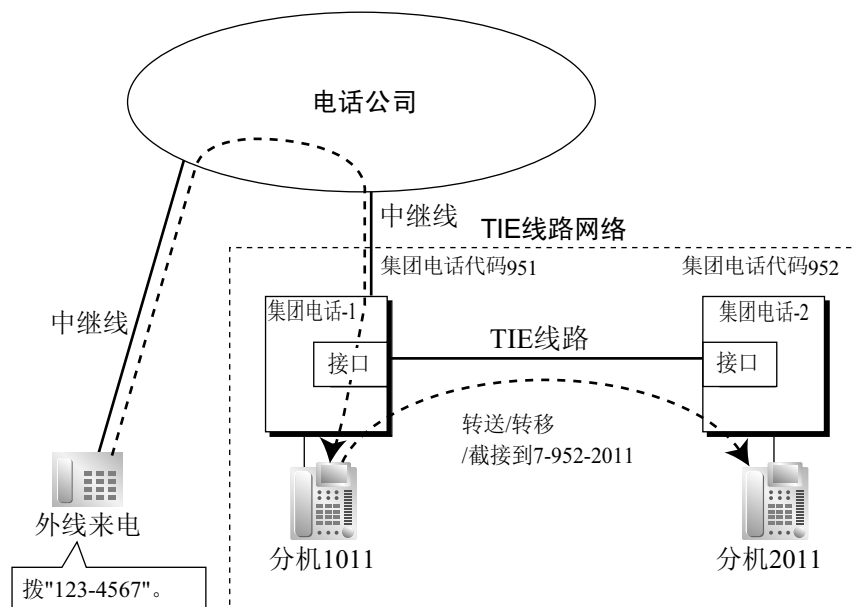 电话公司
中继线
TIE线路网络
集团电话代码951
集团电话代码952
集团电话-1
集团电话-2
中继线
TIE线路
接口
接口
转送/转移
/截接到7-952-2011
外线来电
分机1011
分机2011
拨"123-4567"。